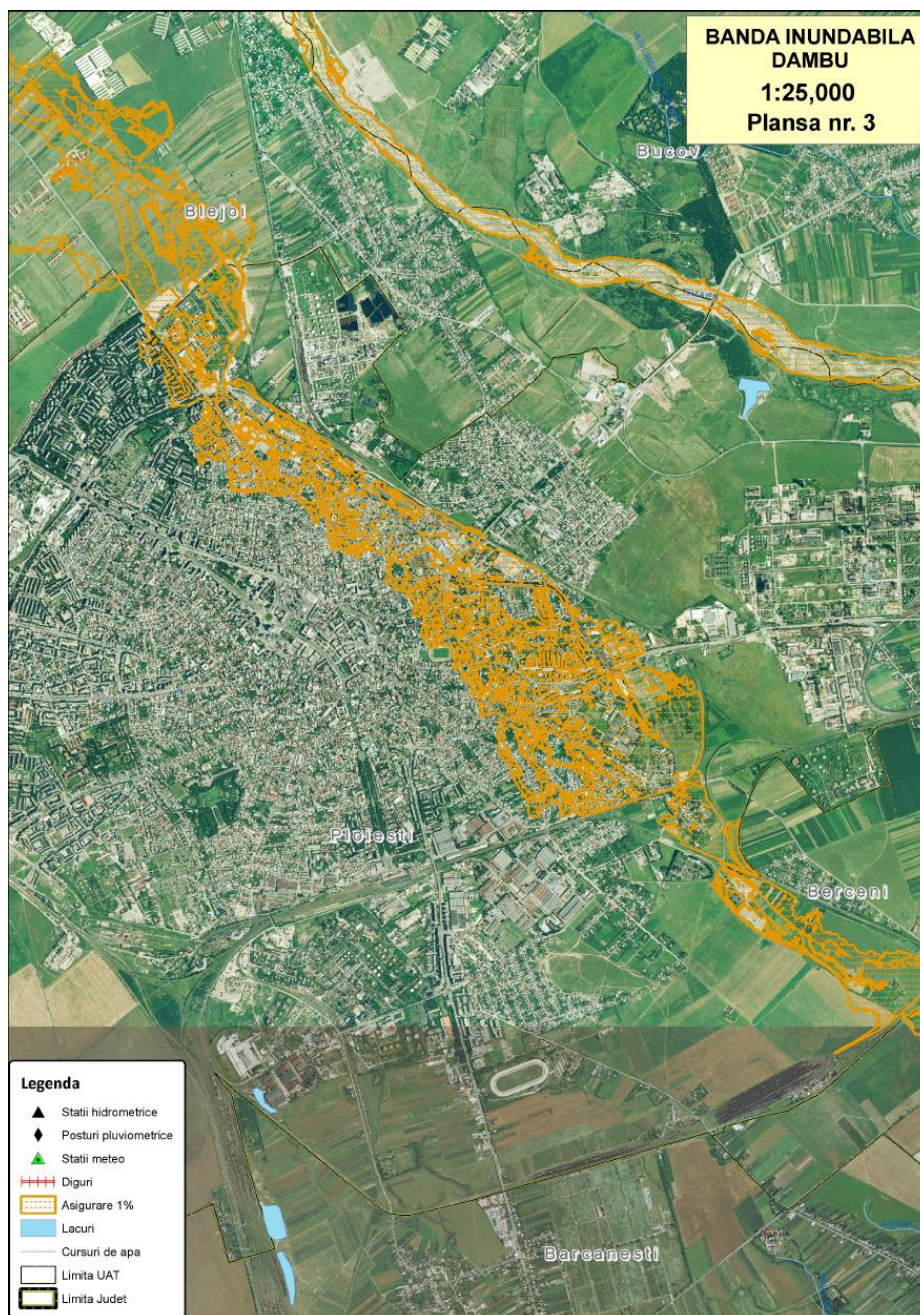 BANDA INUNDABILA
DAMBU
1:25,000
Plansa nr. 3
Bucov
Blejoi
Ploiesti
Berceni
Barcanesti
Legenda
Statii hidrometrice
Posturi pluviometrice
Statii meteo
Diguri
Asigurare 1%
Lacuri
Cursuri de apa
Limita UAT
Limita Judet